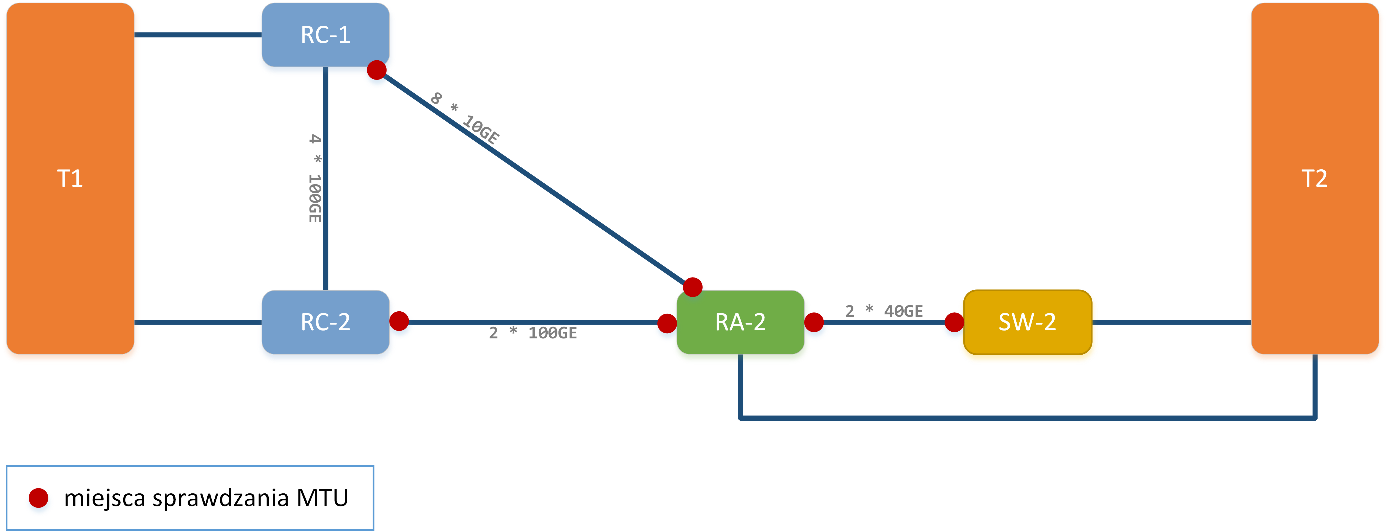 T1
RC-1
8 * 10GE
4 * 100GE
T2
RC-2
2 * 100GE
RA-2
2 * 40GE
SW-2
miejsca sprawdzania MTU